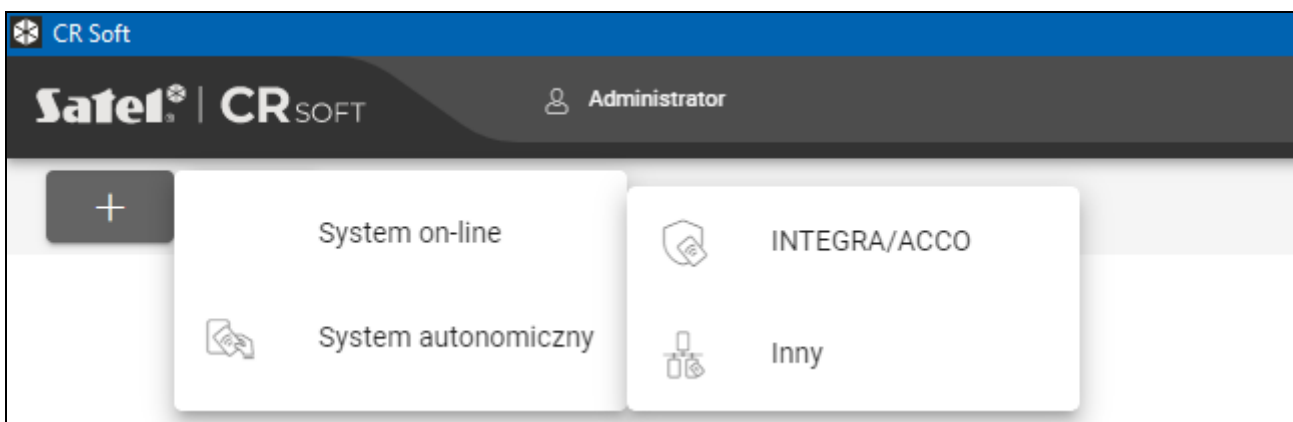 CR Soft
Satel® | CR SOFT
Administrator
+
System on-line
INTEGRA/ACCO
System autonomiczny
Inny